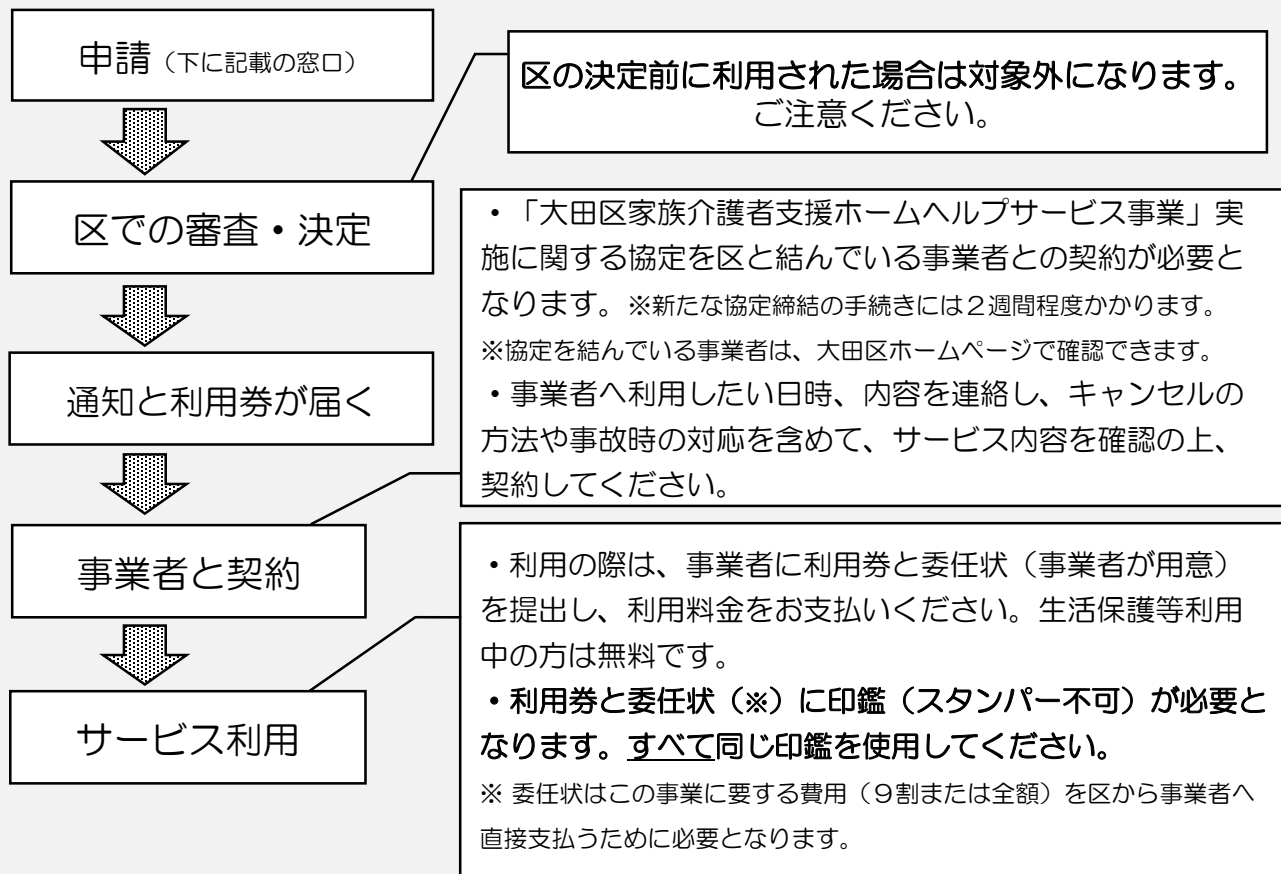 申請（下に記載の窓口）
区の決定前に利用された場合は対象外になります。
ご注意ください。
区での審査・決定
・「大田区家族介護者支援ホームヘルプサービス事業」実
施に関する協定を区と結んでいる事業者との契約が必要と
なります。※新たな協定締結の手続きには２週間程度かかります。
※協定を結んでいる事業者は、大田区ホームページで確認できます。
・事業者へ利用したい日時、内容を連絡し、キャンセルの
方法や事故時の対応を含めて、サービス内容を確認の上、
契約してください。
通知と利用券が届く
事業者と契約
・利用の際は、事業者に利用券と委任状（事業者が用意）
を提出し、利用料金をお支払いください。生活保護等利用
中の方は無料です。
・利用券と委任状（※）に印鑑（スタンパー不可）が必要と
なります。すべて同じ印鑑を使用してください。
※ 委任状はこの事業に要する費用（９割または全額）を区から事業者へ
直接支払うために必要となります。
サービス利用